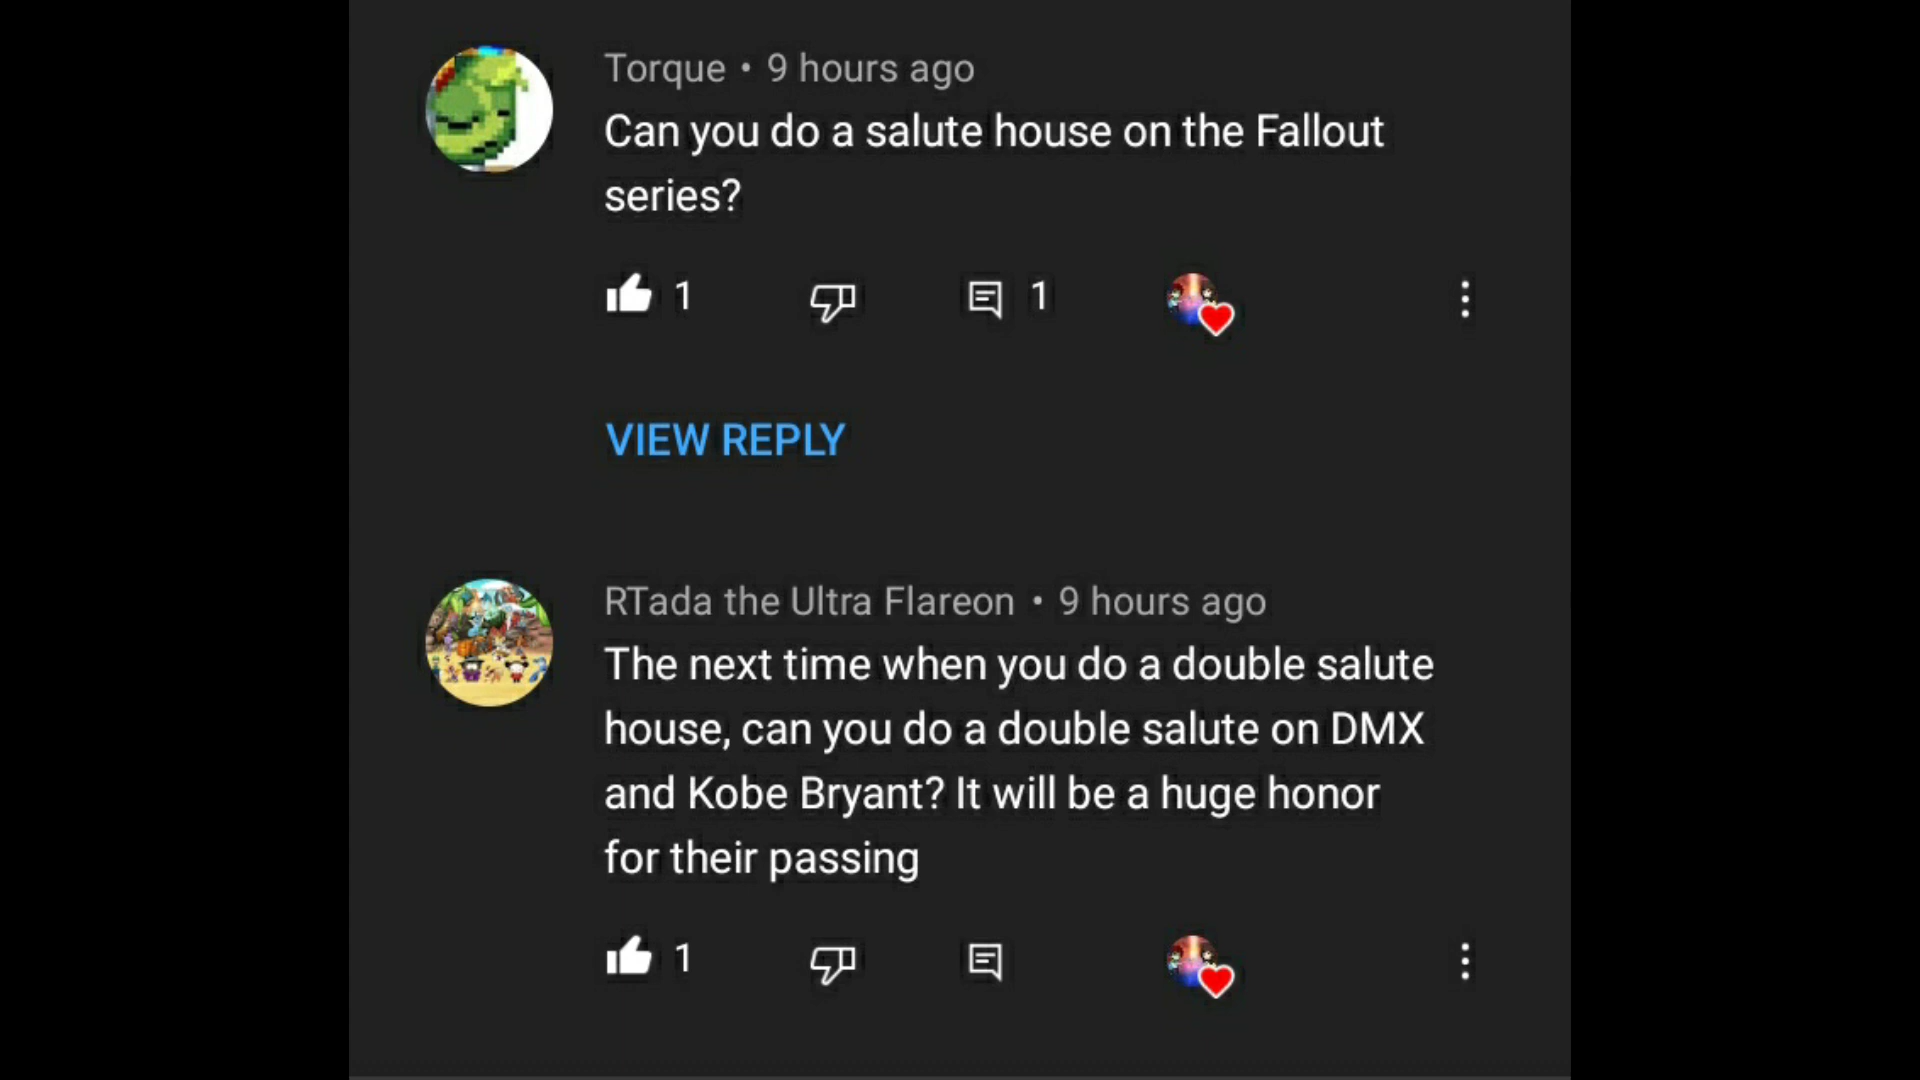 Torque • 9 hours ago
Can you do a salute house on the Fallout
series?
1
1
VIEW REPLY
RTada the Ultra Flareon • 9 hours ago
The next time when you do a double salute
house, can you do a double salute on DMX
and Kobe Bryant? It will be a huge honor
for their passing
1